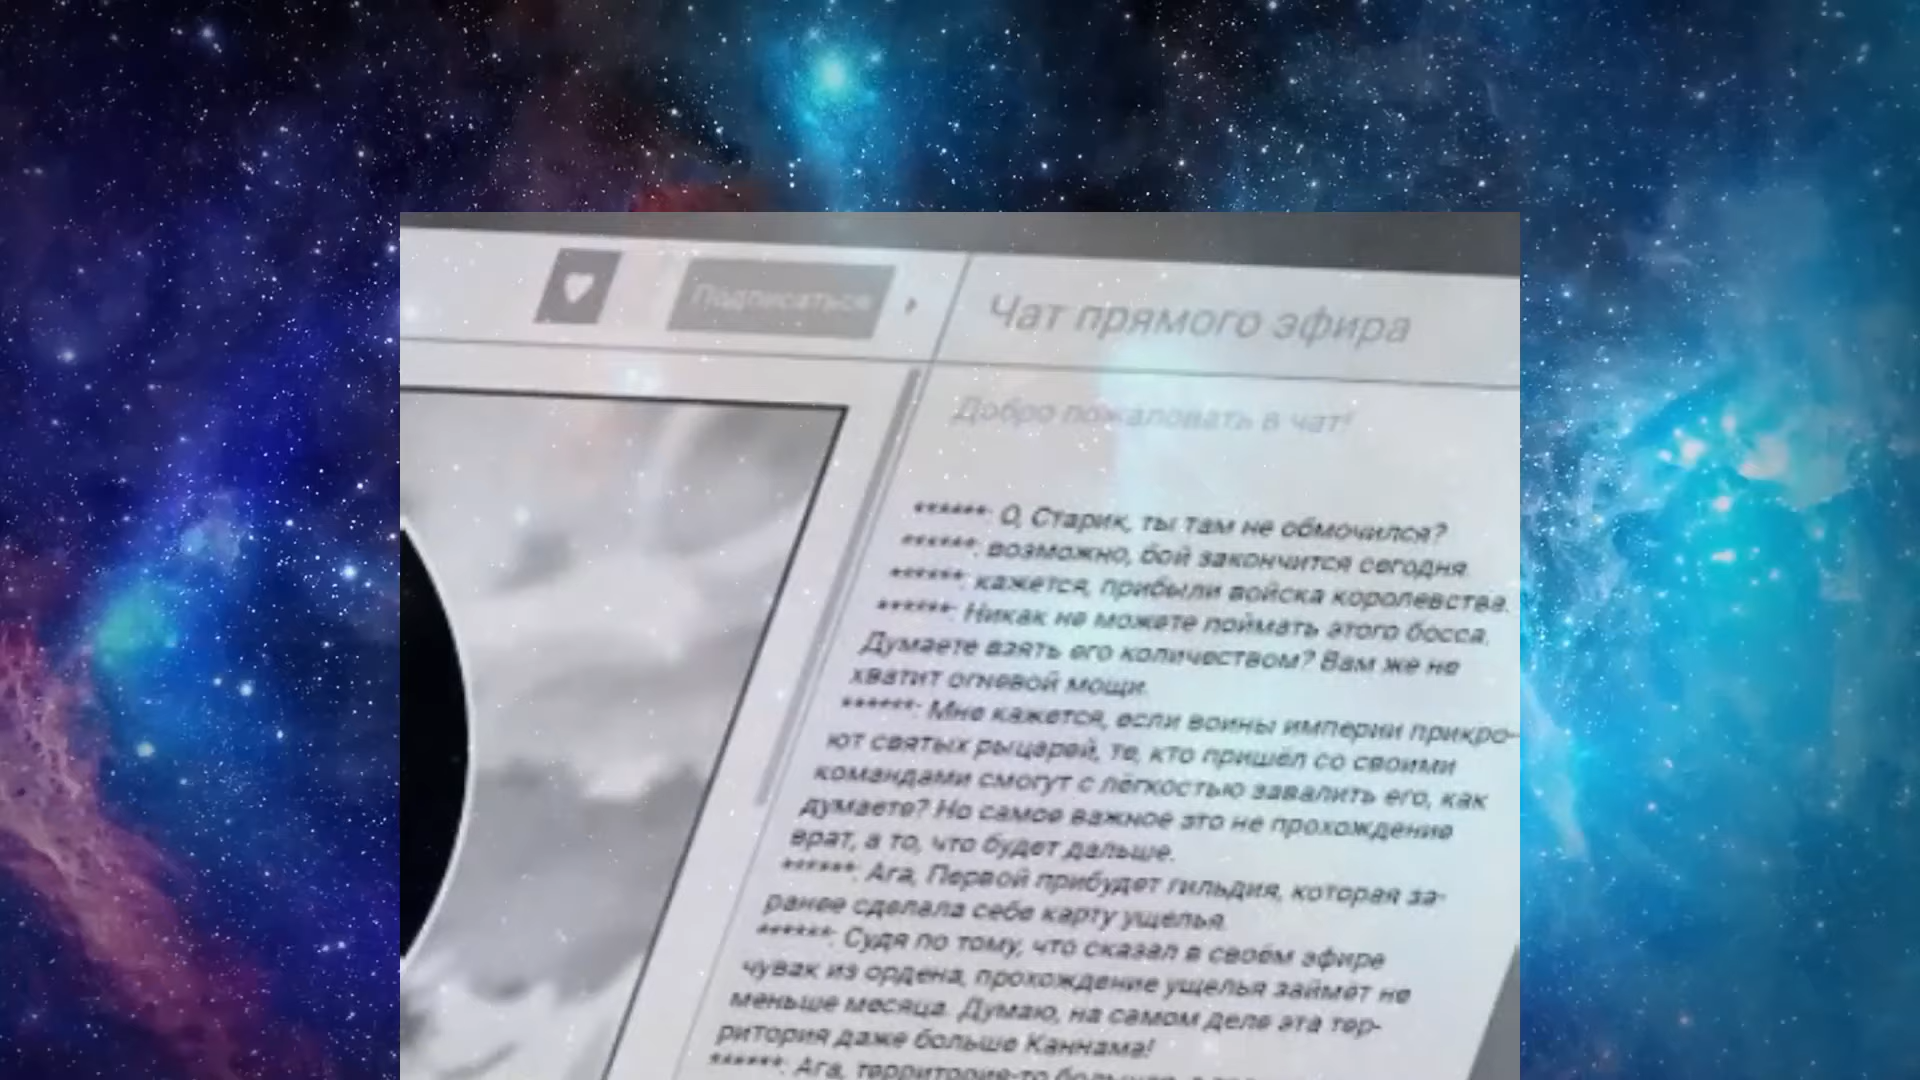 Подписаться
Чат прямого эфира
Добро пожаловать в чат!
******: О, Старик, ты там не обмочился?
******: возможно, бой закончится сегодня.
******: кажется, прибыли войска королевства.
******: Никак не можете поймать этого босса.
Думаете взять его количеством? Вам же не
хватит огневой мощи.
******: Мне кажется, если воины империи прикро-
ют святых рыцарей, те, кто пришёл со своими
командами смогут с лёгкостью завалить его, как
думаете? Но самое важное это не прохождение
врат, а то, что будет дальше.
******: Ага, Первой прибудет гильдия, которая за-
ранее сделала себе карту ущелья.
******: Судя по тому, что сказал в своём эфире
чувак из ордена, прохождение ущелья займёт не
меньше месяца. Думаю, на самом деле эта тер-
ритория даже больше Каннама!
******: Ага, территория-то